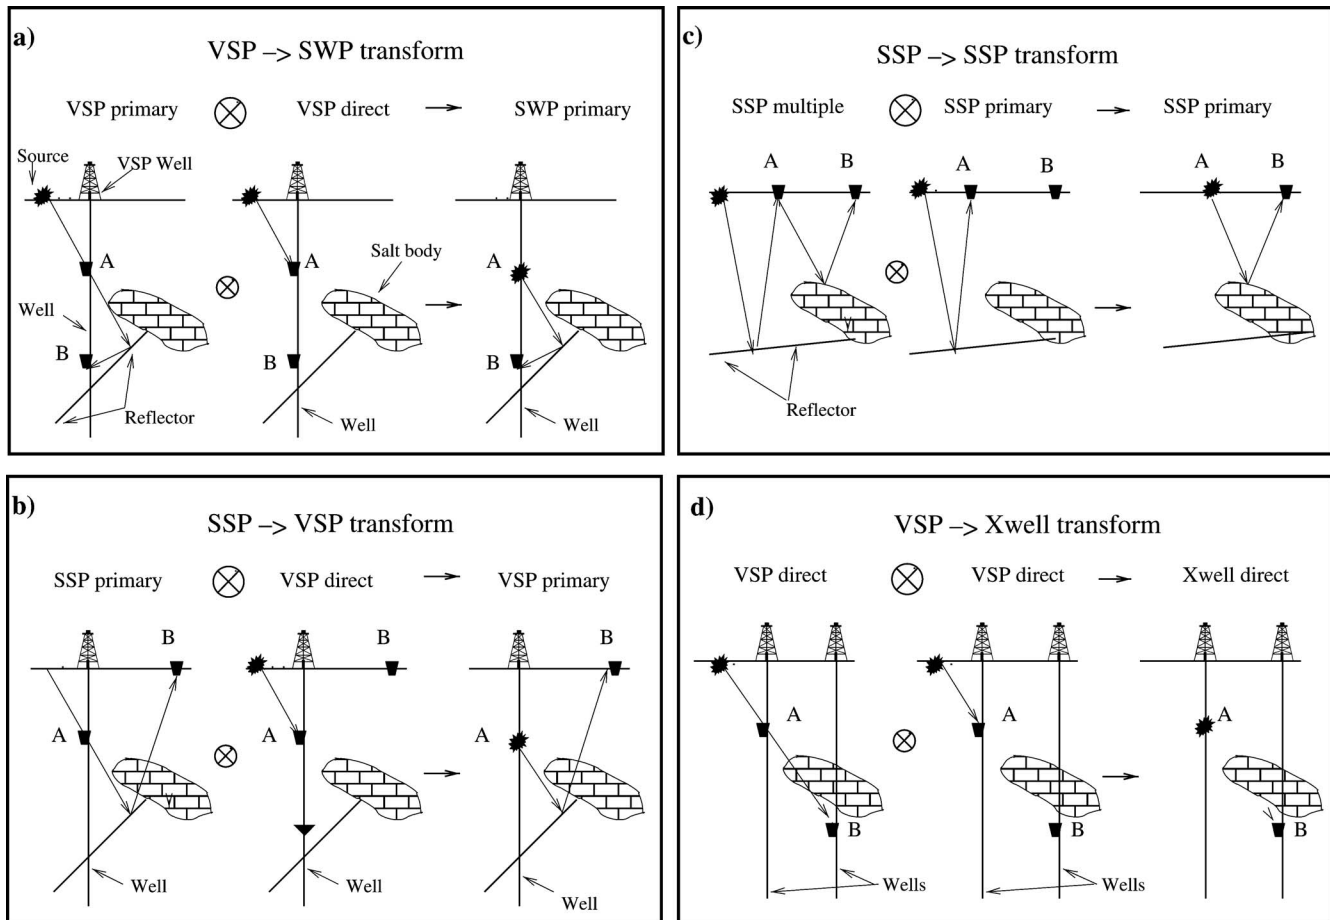 a)
VSP –> SWP transform
VSP primary ⊗ VSP direct → SWP primary
Source
VSP Well
A
A
A
Salt body
Well
B
B
B
Reflector
Well
Well
c)
SSP –> SSP transform
SSP multiple ⊗ SSP primary → SSP primary
A B
A B
A B
Reflector
b)
SSP –> VSP transform
SSP primary ⊗ VSP direct → VSP primary
B
B
B
A
A
A
Well
Well
Well
d)
VSP –> Xwell transform
VSP direct ⊗ VSP direct → Xwell direct
A
A
A
B
B
B
Wells
Wells